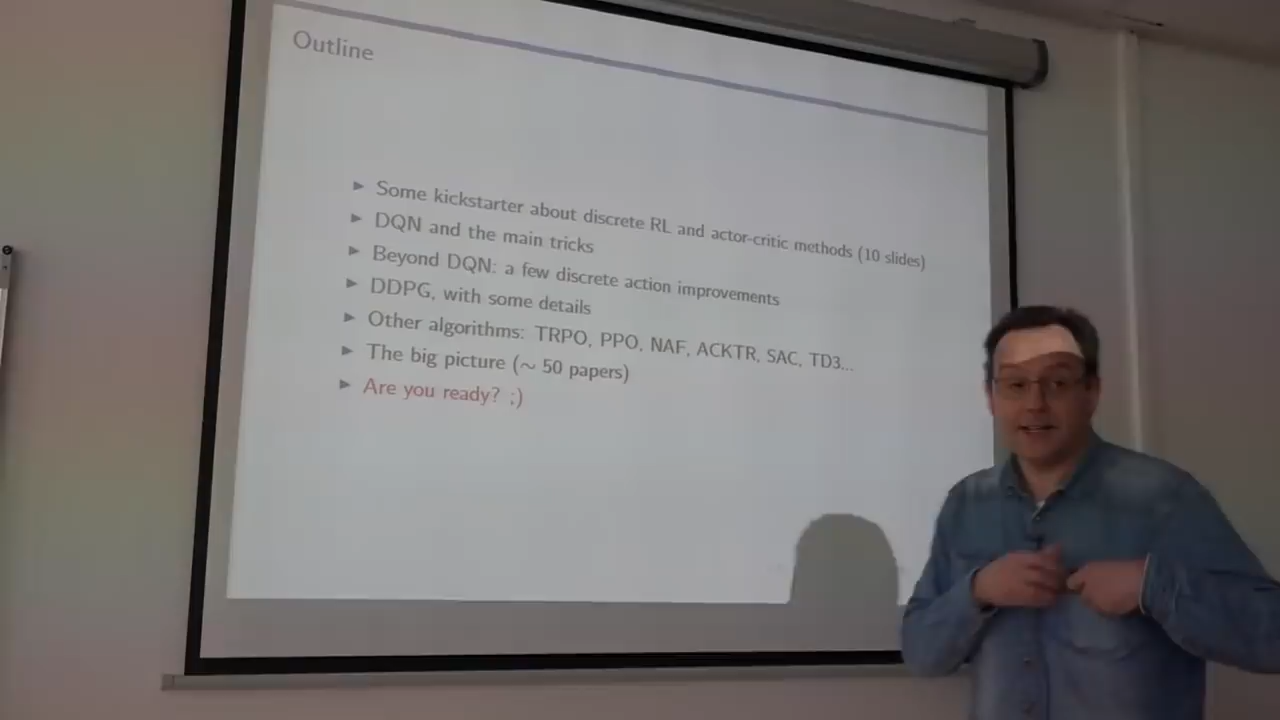 Outline
Some kickstarter about discrete RL and actor-critic methods (10 slides)
DQN and the main tricks
Beyond DQN: a few discrete action improvements
DDPG, with some details
Other algorithms: TRPO, PPO, NAF, ACKTR, SAC, TD3...
The big picture (∼ 50 papers)
Are you ready? ;)